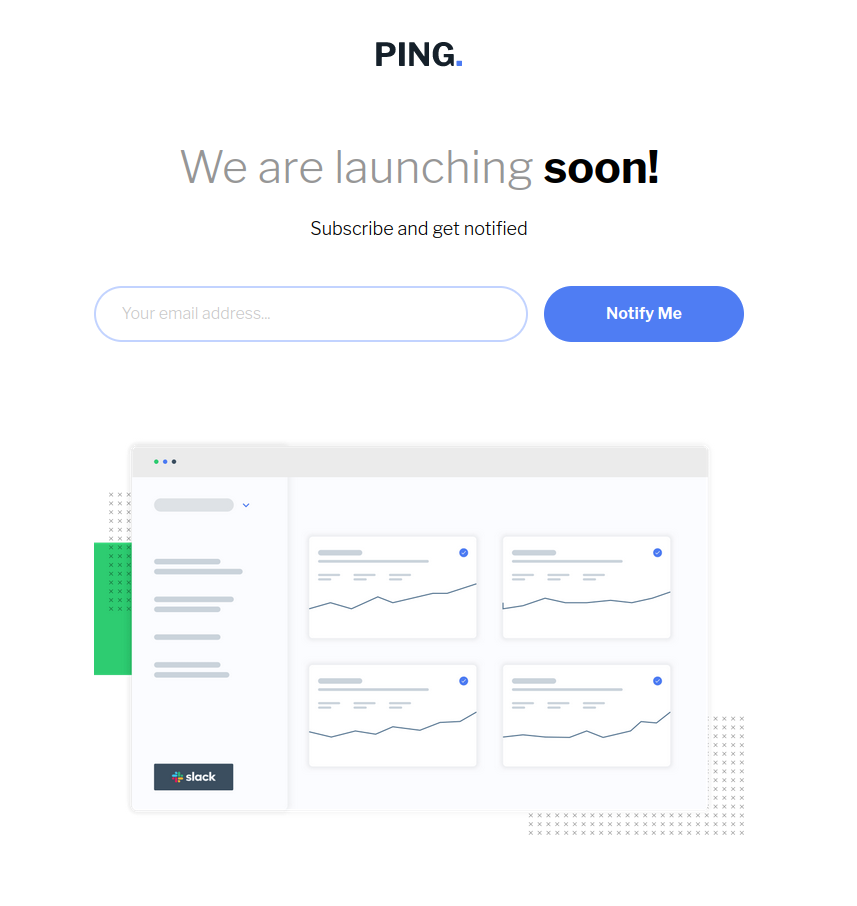 PING.
We are launching soon!
Subscribe and get notified
Your email address...
Notify Me
slack